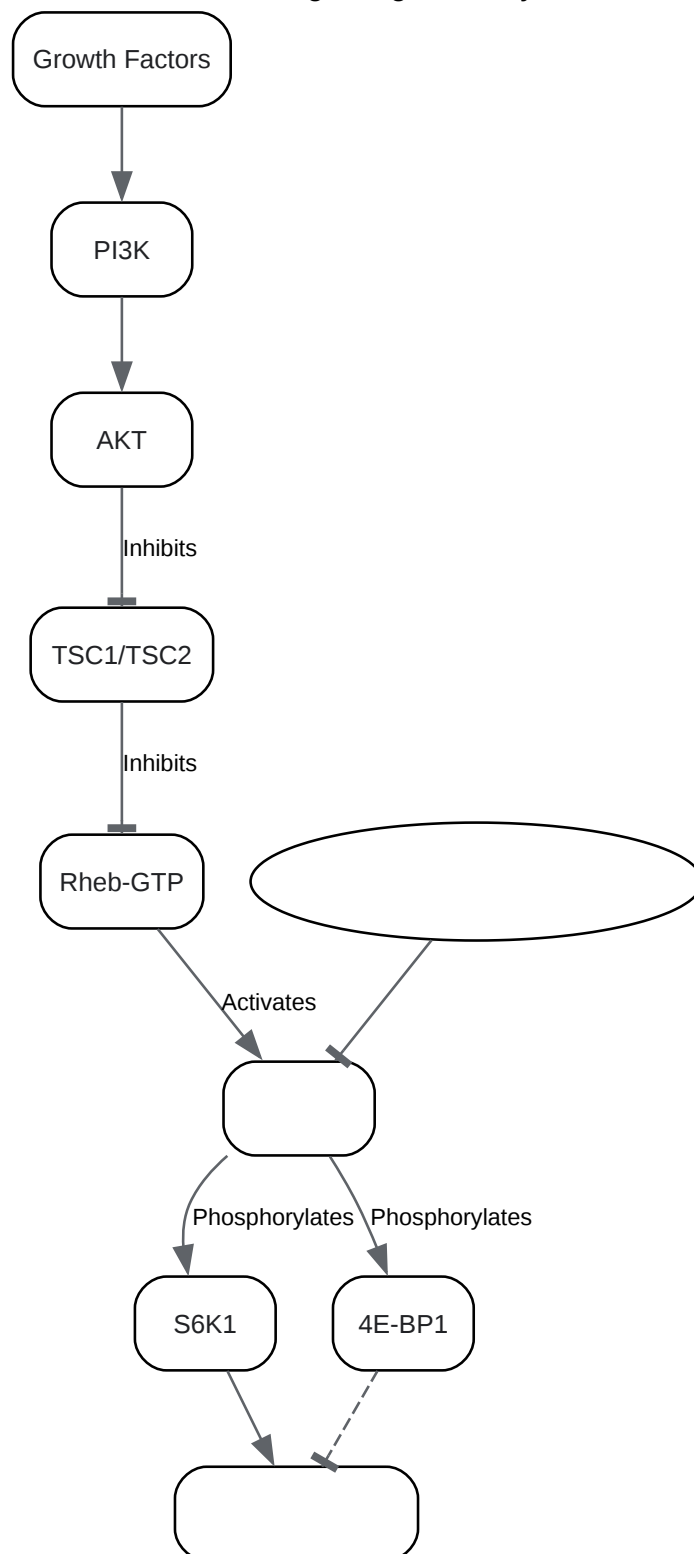 Growth Factors
PI3K
AKT
Inhibits
TSC1/TSC2
Inhibits
Rheb-GTP
Activates
Phosphorylates Phosphorylates
S6K1 4E-BP1